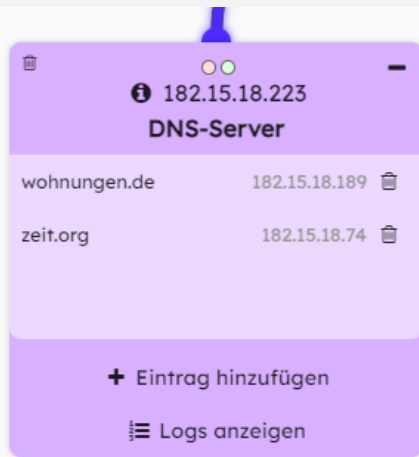 182.15.18.223
DNS-Server
wohnungen.de 182.15.18.189
zeit.org 182.15.18.74
Eintrag hinzufügen
Logs anzeigen